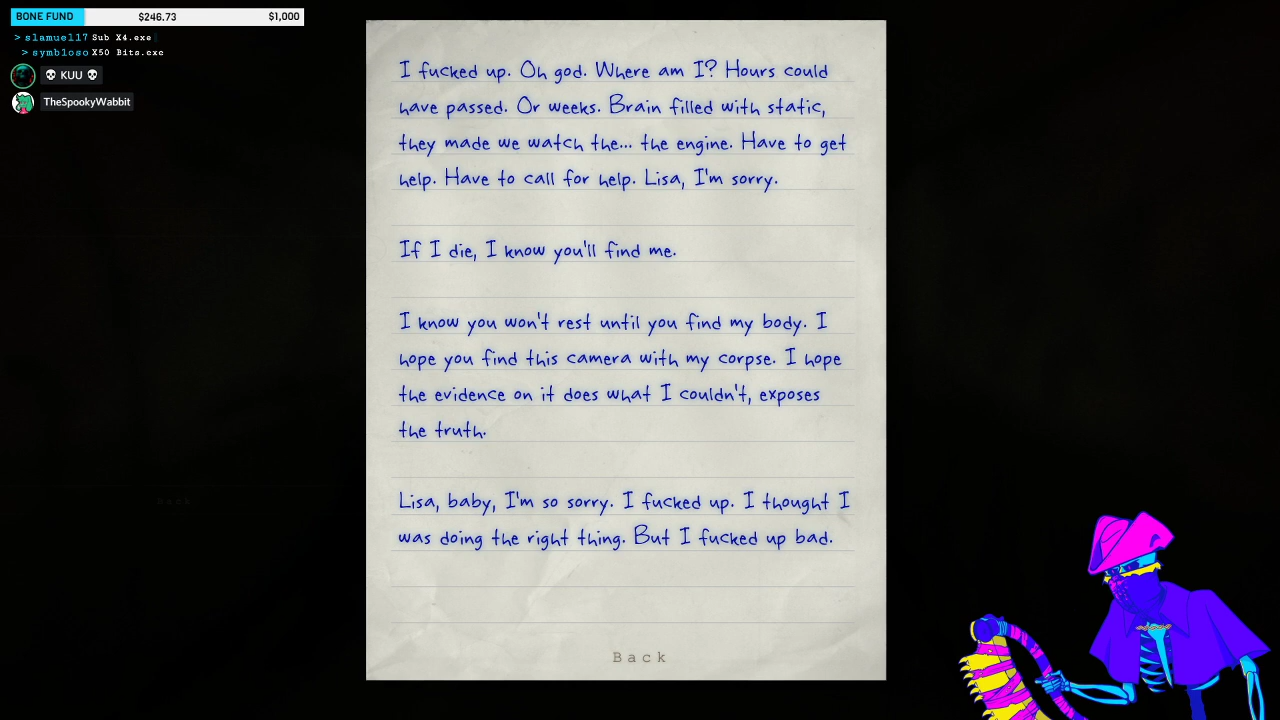 BONE FUND $246.73 $1,000
> slamuel17 Sub X4.exe
> symbloso X50 Bits.exe
💀 KUU 💀
TheSpookyWabbit
I fucked up. Oh god. Where am I? Hours could
have passed. Or weeks. Brain filled with static,
they made we watch the... the engine. Have to get
help. Have to call for help. Lisa, I'm sorry.
If I die, I know you'll find me.
I know you won't rest until you find my body. I
hope you find this camera with my corpse. I hope
the evidence on it does what I couldn't, exposes
the truth.
Lisa, baby, I'm so sorry. I fucked up. I thought I
was doing the right thing. But I fucked up bad.
Back
Back